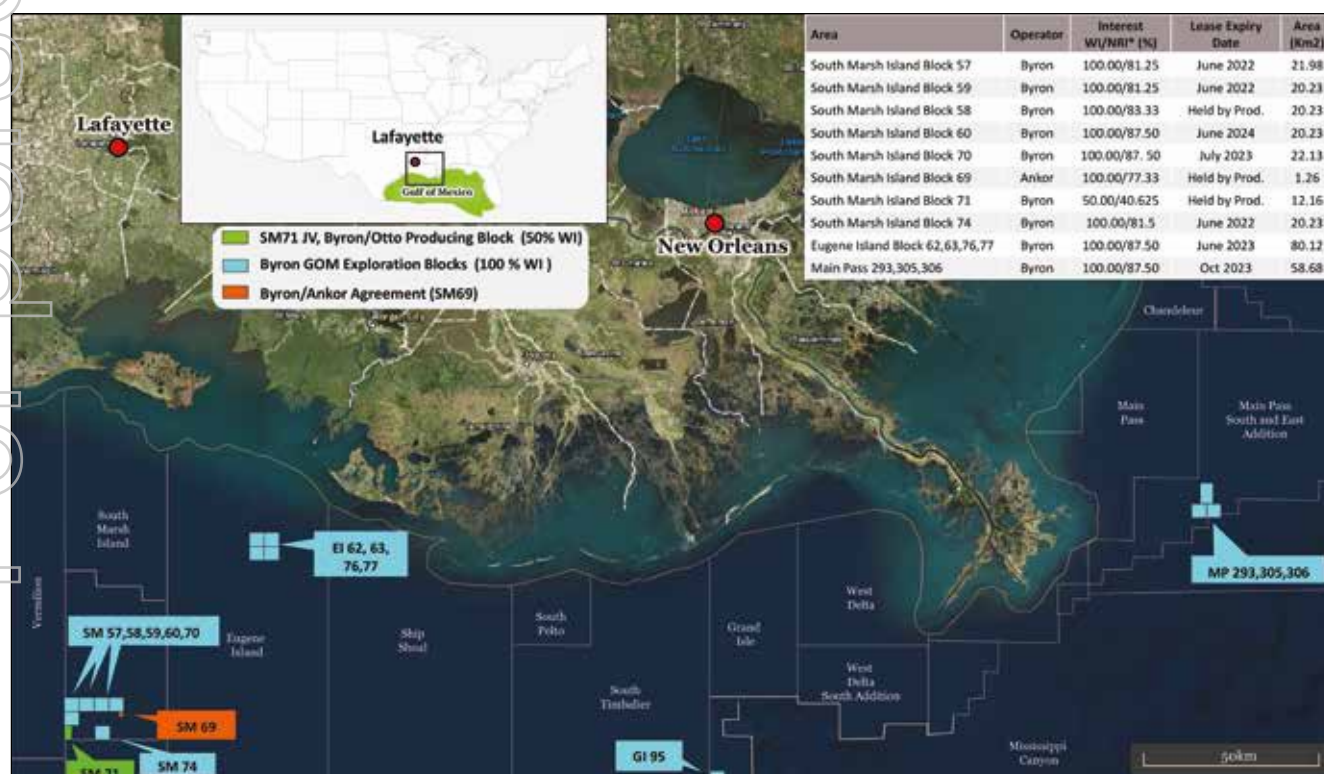 Area Operator Interest WI/NRI* (%) Lease Expiry Date Area (Km2)
South Marsh Island Block 57 Byron 100.00/81.25 June 2022 21.98
South Marsh Island Block 59 Byron 100.00/81.25 June 2022 20.23
South Marsh Island Block 58 Byron 100.00/83.33 Held by Prod. 20.23
South Marsh Island Block 60 Byron 100.00/87.50 June 2024 20.23
South Marsh Island Block 70 Byron 100.00/87. 50 July 2023 22.13
South Marsh Island Block 69 Ankor 100.00/77.33 Held by Prod. 1.26
South Marsh Island Block 71 Byron 50.00/40.625 Held by Prod. 12.16
South Marsh Island Block 74 Byron 100.00/81.5 June 2022 20.23
Eugene Island Block 62,63,76,77 Byron 100.00/87.50 June 2023 80.12
Main Pass 293,305,306 Byron 100.00/87.50 Oct 2023 58.68
Lafayette
Lafayette
Gulf of Mexico
New Orleans
SM71 JV, Byron/Otto Producing Block (50% WI)
Byron GOM Exploration Blocks (100 % WI )
Byron/Ankor Agreement (SM69)
Chandeleur
Main
Pass
Main Pass
South and East
Addition
South
Marsh
Island
EI 62, 63,
76,77
MP 293,305,306
Vermilion
SM 57,58,59,60,70
Eugene
Island
Ship
Shoal
South
Pelto
Grand
Isle
West
Delta
West
Delta
South Addition
South
Timbalier
SM 69
SM 71
SM 74
GI 95
Mississippi
Canyon
50km